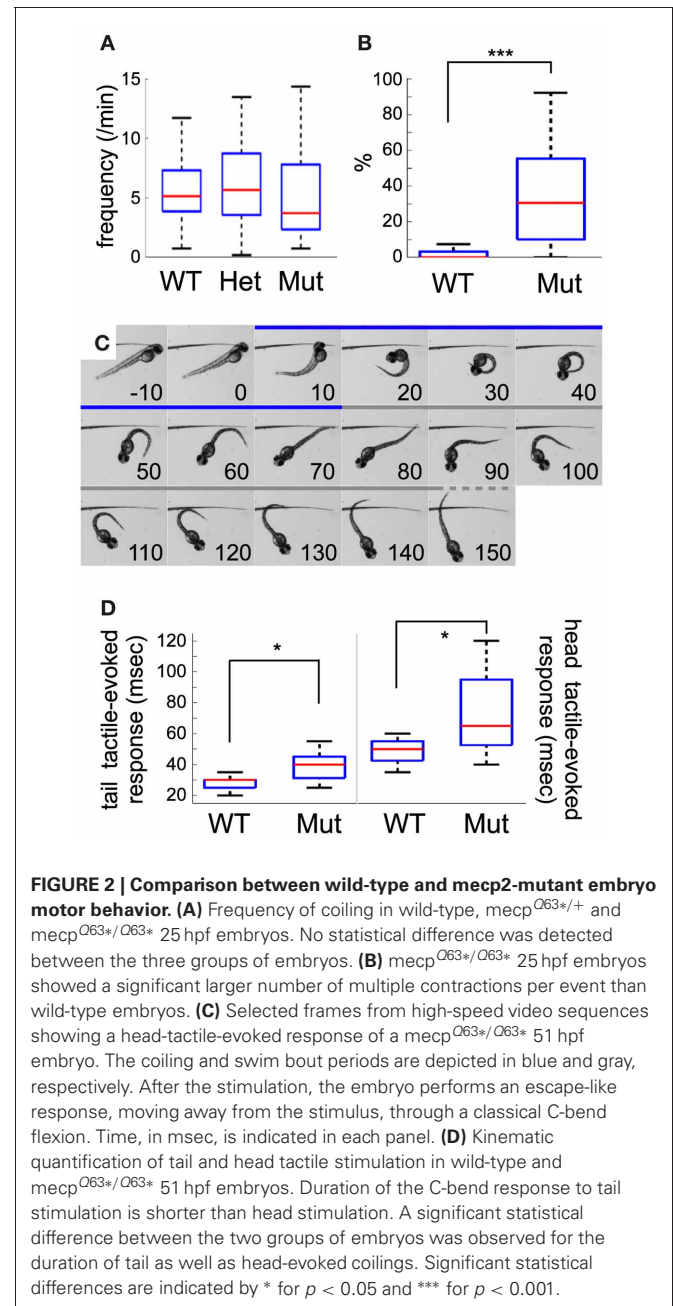 A
B
15
10
5
0
frequency (/min)
WT Het Mut
***
100
80
60
40
20
0
%
WT Mut
C
-10 0 10 20 30 40
50 60 70 80 90 100
110 120 130 140 150
D
tail tactile-evoked
response (msec)
120
100
80
60
40
20
*
*
WT Mut WT Mut
head tactile-evoked
response (msec)
FIGURE 2 | Comparison between wild-type and mecp2-mutant embryo
motor behavior. (A) Frequency of coiling in wild-type, mecp^Q63∗/+ and
mecp^Q63∗/Q63∗ 25 hpf embryos. No statistical difference was detected
between the three groups of embryos. (B) mecp^Q63∗/Q63∗ 25 hpf embryos
showed a significant larger number of multiple contractions per event than
wild-type embryos. (C) Selected frames from high-speed video sequences
showing a head-tactile-evoked response of a mecp^Q63∗/Q63∗ 51 hpf
embryo. The coiling and swim bout periods are depicted in blue and gray,
respectively. After the stimulation, the embryo performs an escape-like
response, moving away from the stimulus, through a classical C-bend
flexion. Time, in msec, is indicated in each panel. (D) Kinematic
quantification of tail and head tactile stimulation in wild-type and
mecp^Q63∗/Q63∗ 51 hpf embryos. Duration of the C-bend response to tail
stimulation is shorter than head stimulation. A significant statistical
difference between the two groups of embryos was observed for the
duration of tail as well as head-evoked coilings. Significant statistical
differences are indicated by * for p < 0.05 and *** for p < 0.001.